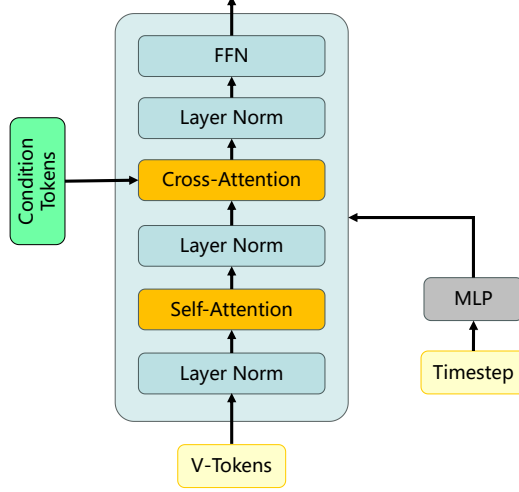 FFN
Layer Norm
Condition
Tokens
Cross-Attention
Layer Norm
MLP
Self-Attention
Timestep
Layer Norm
V-Tokens